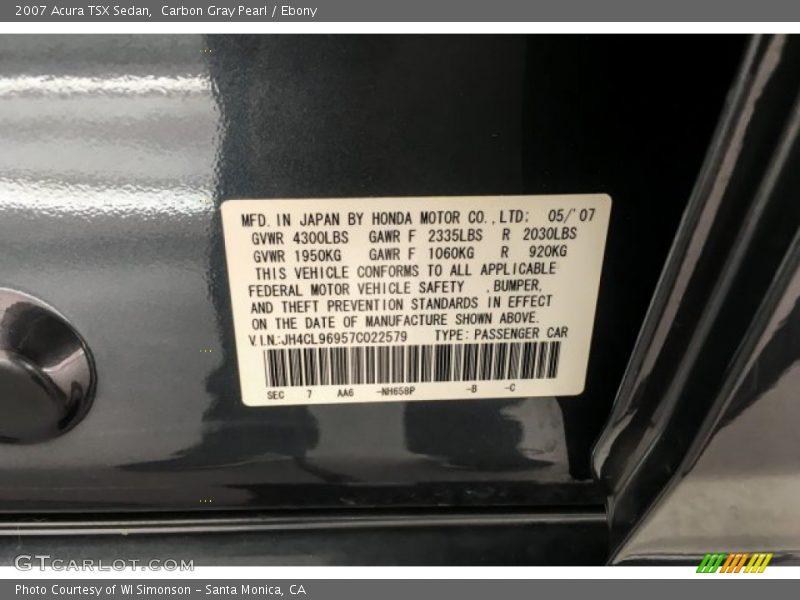 2007 Acura TSX Sedan,  Carbon Gray Pearl / Ebony
MFD. IN JAPAN BY HONDA MOTOR CO., LTD: 05/'07
GVWR 4300LBS GAWR F 2335LBS R 2030LBS
GVWR 1950KG GAWR F 1060KG R 920KG
THIS VEHICLE CONFORMS TO ALL APPLICABLE
FEDERAL MOTOR VEHICLE SAFETY ,BUMPER,
AND THEFT PREVENTION STANDARDS IN EFFECT
ON THE DATE OF MANUFACTURE SHOWN ABOVE.
V.I.N.:JH4CL96957C022579 TYPE: PASSENGER CAR
SEC 7 AA6 -NH658P -B -C
GTCARLOT.COM
Photo Courtesy of WI Simonson - Santa Monica, CA